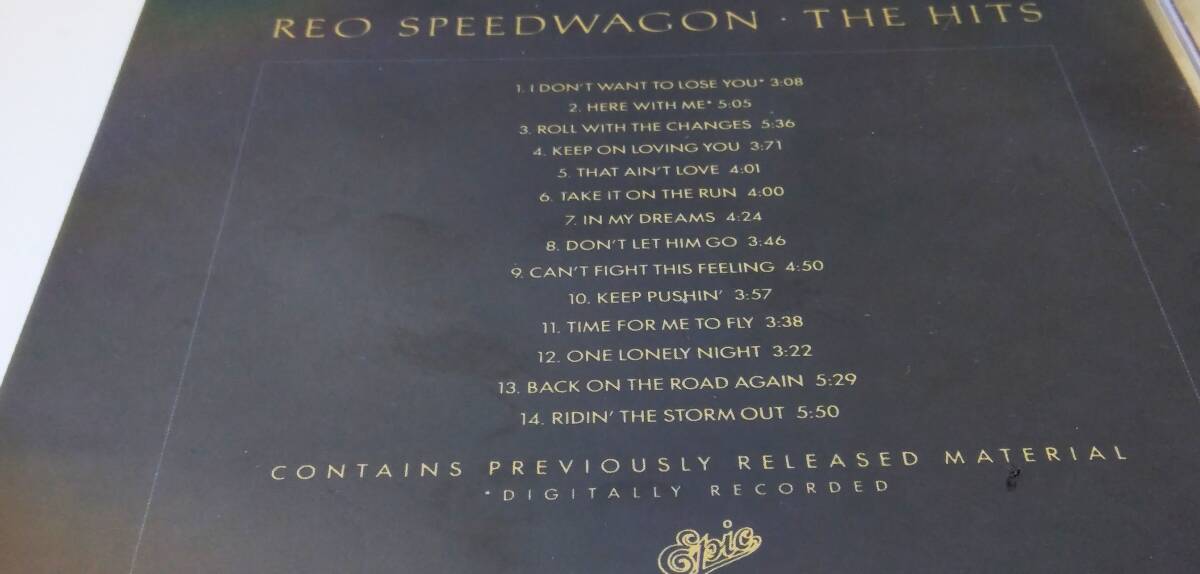 REO SPEEDWAGON · THE HITS
1. I DON'T WANT TO LOSE YOU* 3:08
2. HERE WITH ME* 5:05
3. ROLL WITH THE CHANGES 5:36
4. KEEP ON LOVING YOU 3:71
5. THAT AIN'T LOVE 4:01
6. TAKE IT ON THE RUN 4:00
7. IN MY DREAMS 4:24
8. DON'T LET HIM GO 3:46
9. CAN'T FIGHT THIS FEELING 4:50
10. KEEP PUSHIN' 3:57
11. TIME FOR ME TO FLY 3:38
12. ONE LONELY NIGHT 3:22
13. BACK ON THE ROAD AGAIN 5:29
14. RIDIN' THE STORM OUT 5:50
CONTAINS PREVIOUSLY RELEASED MATERIAL
*DIGITALLY RECORDED
Epic